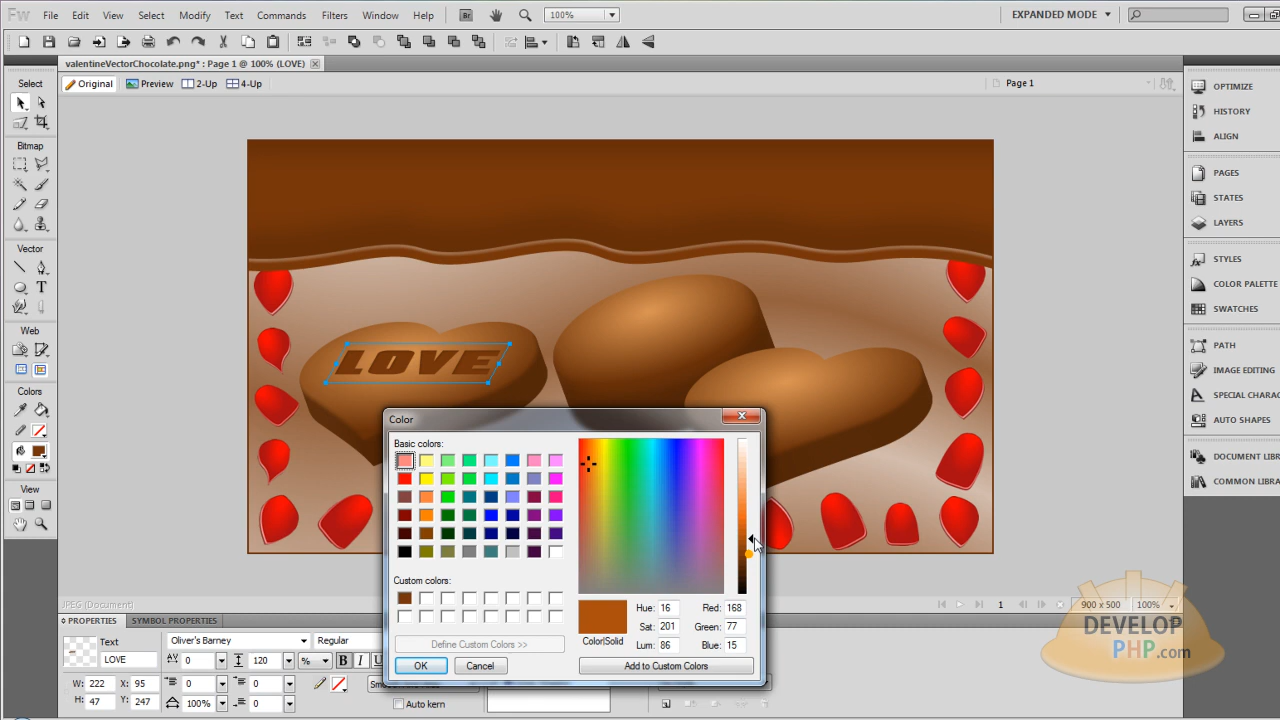 Fw File Edit View Select Modify Text Commands Filters Window Help Br 100% EXPANDED MODE
valentineVectorChocolate.png* : Page 1 @ 100% (LOVE)
Original Preview 2-Up 4-Up Page 1
Select
Bitmap
Vector
Web
Colors
View
OPTIMIZE
HISTORY
ALIGN
PAGES
STATES
LAYERS
STYLES
COLOR PALETTE
SWATCHES
PATH
IMAGE EDITING
SPECIAL CHARAC
AUTO SHAPES
DOCUMENT LIBR
COMMON LIBRA
LOVE
Color
Basic colors:
Custom colors:
Define Custom Colors >>
OK Cancel
Color|Solid
Hue: 16 Red: 168
Sat: 201 Green: 77
Lum: 86 Blue: 15
Add to Custom Colors
JPEG (Document) 1 900 x 500 100%
PROPERTIES SYMBOL PROPERTIES
Text Oliver's Barney Regular
LOVE 0 120 % B I U
W: 222 X: 95 0 0
H: 47 Y: 247 100% 0
Auto kern
DEVELOP
PHP.com